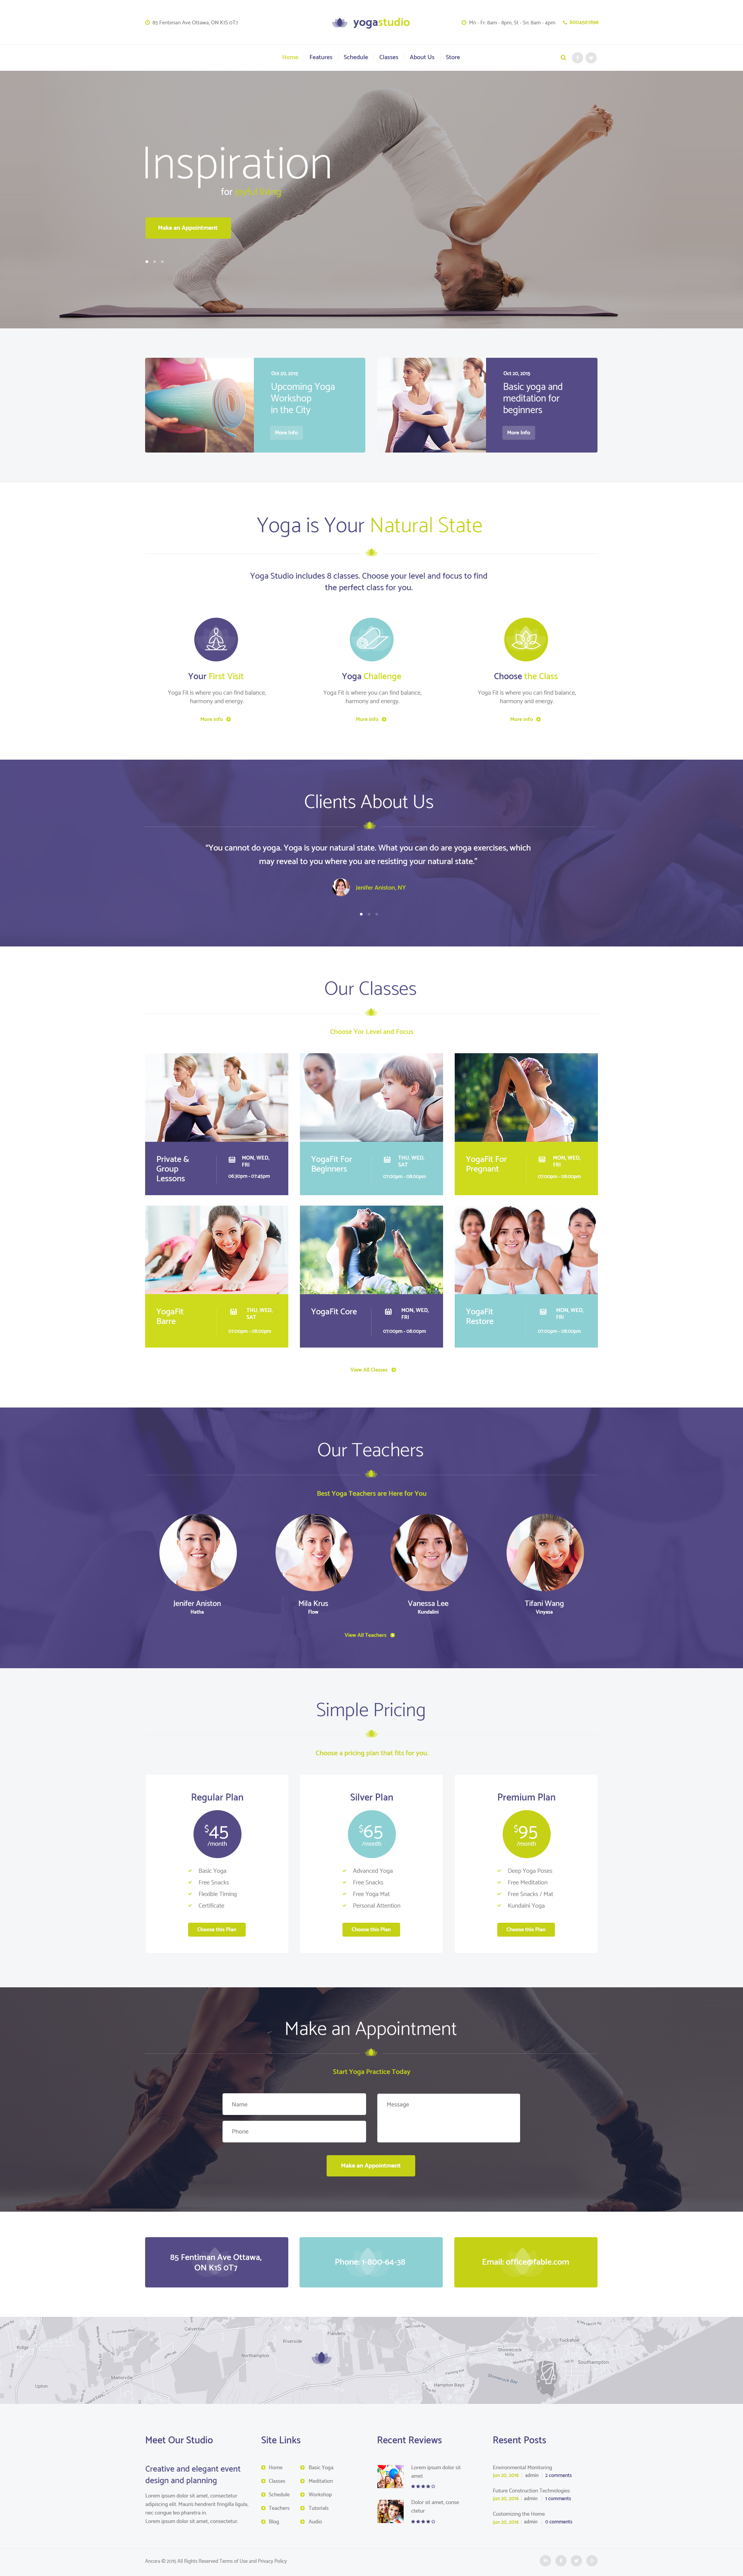 85 Fentiman Ave Ottawa, ON K1S 0T7
yogastudio
Mn - Fr: 8am - 8pm, St - Sn: 8am - 4pm
Home
Features
Schedule
Classes
About Us
Store
Inspiration
for
Make an Appointment
Oct 20, 2015
Upcoming Yoga
Workshop
in the City
More Info
Oct 20, 2015
Basic yoga and
meditation for
beginners
More Info
Yoga is Your Natural State
Yoga Studio includes 8 classes. Choose your level and focus to find
the perfect class for you.
Your First Visit
Yoga Fit is where you can find balance,
harmony and energy.
More info
Yoga Challenge
Yoga Fit is where you can find balance,
harmony and energy.
More info
Choose the Class
Yoga Fit is where you can find balance,
harmony and energy.
More info
Clients About Us
“You cannot do yoga. Yoga is your natural state. What you can do are yoga exercises, which
may reveal to you where you are resisting your natural state.”
Jenifer Aniston, NY
Our Classes
Choose Yor Level and Focus
Private &
Group
Lessons
MON, WED,
FRI
06:30pm - 07:45pm
YogaFit For
Beginners
THU, WED,
SAT
07:00pm - 08:00pm
YogaFit For
Pregnant
MON, WED,
FRI
07:00pm - 08:00pm
YogaFit
Barre
THU, WED,
SAT
07:00pm - 08:00pm
YogaFit Core
MON, WED,
FRI
07:00pm - 08:00pm
YogaFit
Restore
MON, WED,
FRI
07:00pm - 08:00pm
View All Classes
Our Teachers
Best Yoga Teachers are Here for You
Jenifer Aniston
Hatha
Mila Krus
Flow
Vanessa Lee
Kundalini
Tifani Wang
Vinyasa
View All Teachers
Simple Pricing
Choose a pricing plan that fits for you.
Regular Plan
$45
/month
Basic Yoga
Free Snacks
Flexible Timing
Certificate
Choose this Plan
Silver Plan
$65
/month
Advanced Yoga
Free Snacks
Free Yoga Mat
Personal Attention
Choose this Plan
Premium Plan
$95
/month
Deep Yoga Poses
Free Meditation
Free Snacks / Mat
Kundalni Yoga
Choose this Plan
Make an Appointment
Start Yoga Practice Today
Name
Phone
Message
Make an Appointment
85 Fentiman Ave Ottawa,
ON K1S 0T7
Phone: 1-800-64-38
Email: office@fable.com
Calverton
Flanders
Riverside
Ridge
Northampton
Manorville
Upton
Tuckahoe
Shinnecock
Hills
Southampton
Shinnecock Bay
Hampton Bays
Meet Our Studio
Creative and elegant event
design and planning
Lorem ipsum dolor sit amet, consectetur
adipiscing elit. Mauris hendrerit fringilla ligula,
nec congue leo pharetra in.
Lorem ipsum dolor sit amet, consectetur.
Site Links
Home
Classes
Schedule
Teachers
Blog
Basic Yoga
Meditation
Workshop
Tutorials
Audio
Recent Reviews
Lorem ipsum dolor sit
amet
Dolor sit amet, conse
ctetur
Resent Posts
Environmental Monitoring
Jun 20, 2016 | admin | 2 comments
Future Construction Technologies
Jun 20, 2016 | admin | 1 comments
Customizing the Home
Jun 20, 2016 | admin | 0 comments
Ancora © 2015 All Rights Reserved Terms of Use and Privacy Policy